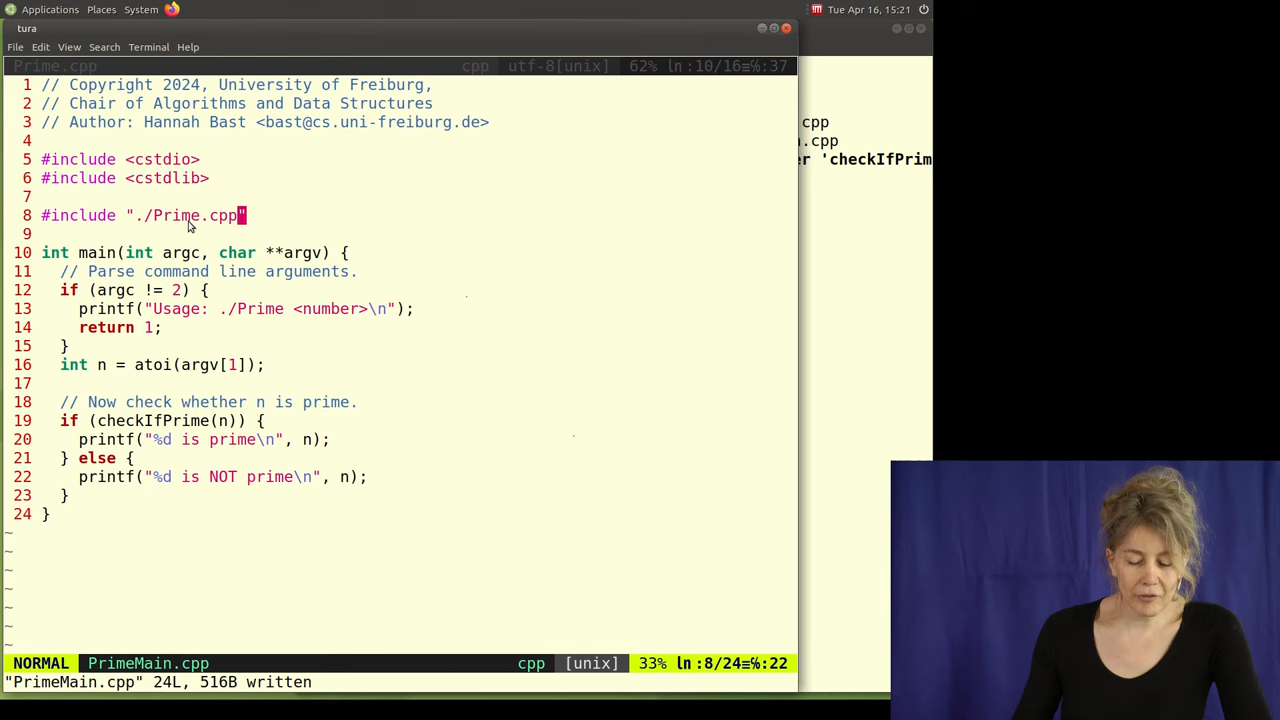 Applications Places System
Tue Apr 16, 15:21
tura
File Edit View Search Terminal Help
Prime.cpp cpp utf-8[unix] 62% ln:10/16≡℅:37
1 // Copyright 2024, University of Freiburg,
2 // Chair of Algorithms and Data Structures
3 // Author: Hannah Bast <bast@cs.uni-freiburg.de>
4
5 #include <cstdio>
6 #include <cstdlib>
7
8 #include "./Prime.cpp"
9
10 int main(int argc, char **argv) {
11   // Parse command line arguments.
12   if (argc != 2) {
13     printf("Usage: ./Prime <number>\n");
14     return 1;
15   }
16   int n = atoi(argv[1]);
17
18   // Now check whether n is prime.
19   if (checkIfPrime(n)) {
20     printf("%d is prime\n", n);
21   } else {
22     printf("%d is NOT prime\n", n);
23   }
24 }
~
~
~
~
~
~
~
NORMAL PrimeMain.cpp cpp [unix] 33% ln:8/24≡℅:22
"PrimeMain.cpp" 24L, 516B written
cpp
.cpp
er 'checkIfPrim